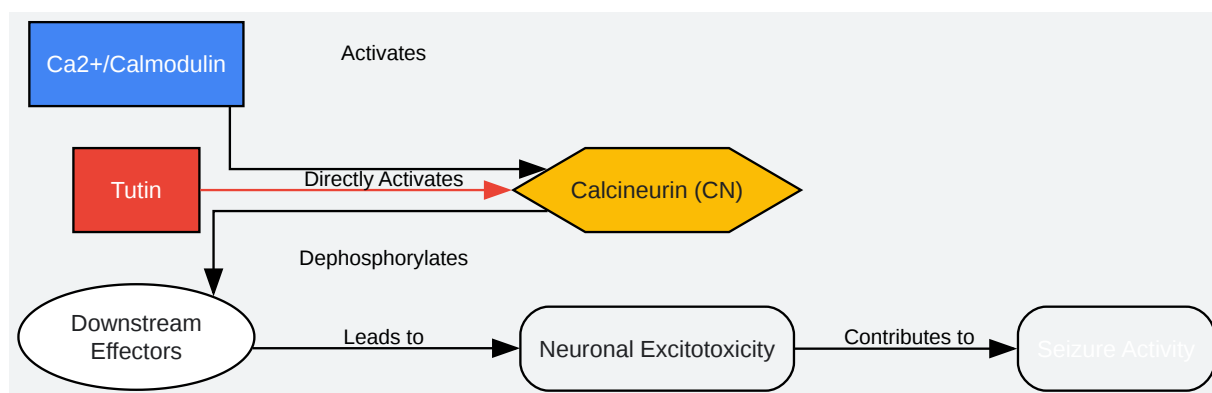 Ca2+/Calmodulin
Activates
Tutin
Directly Activates
Calcineurin (CN)
Dephosphorylates
Downstream
Effectors
Leads to
Neuronal Excitotoxicity
Contributes to
Seizure Activity